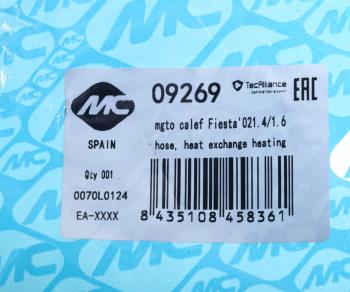 MC
09269
TecAlliance
EAC
mgto calef Fiesta'021.4/1.6
SPAIN
hose, heat exchange heating
Qty 001
0070L0124
EA-XXXX
8 435108 458361